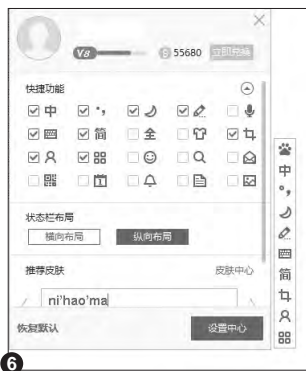 V8 S 55680 立即兑换
快捷功能
中
简 全
状态栏布局
横向布局 纵向布局
推荐皮肤 皮肤中心
ni'hao'ma
恢复默认 设置中心
中
简
6